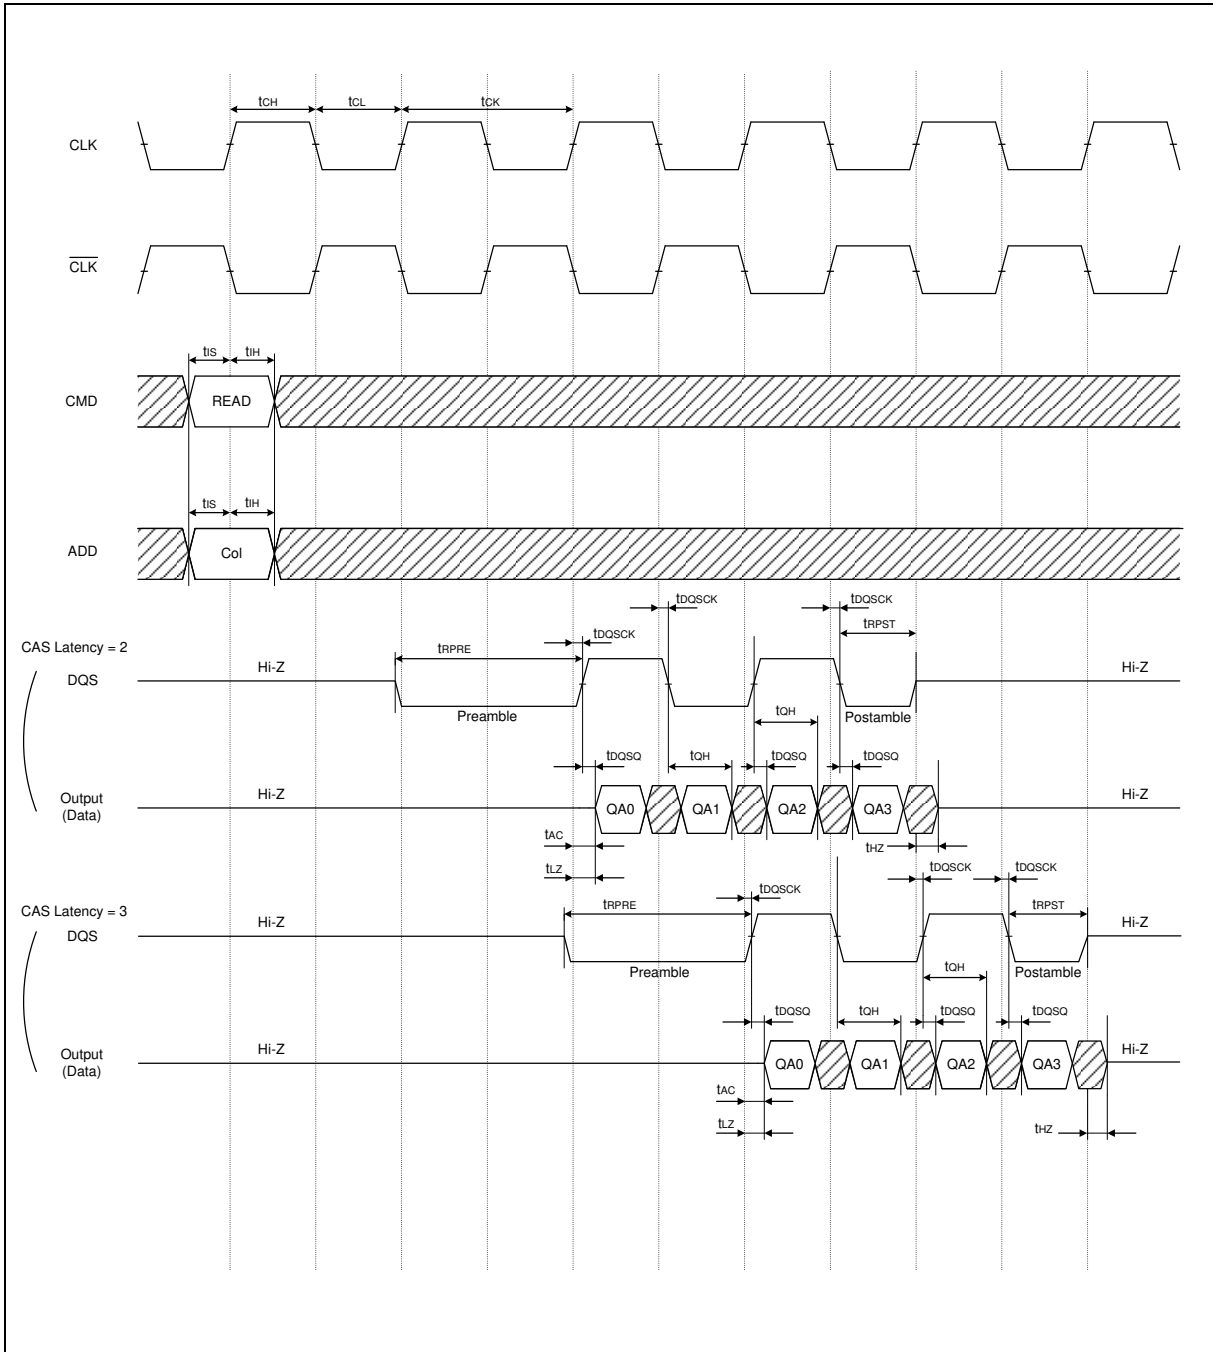 tCH tCL tCK
CLK
CLK
tIS tIH
CMD READ
tIS tIH
ADD Col
tDQSCK tDQSCK
tRPST
tDQSCK
CAS Latency = 2
tRPRE
Hi-Z Hi-Z
DQS
Preamble tQH Postamble
tDQSQ tQH tDQSQ tDQSQ
Hi-Z Hi-Z
Output
(Data)
QA0 QA1 QA2 QA3
tAC
tHZ
tLZ
tDQSCK tDQSCK
tDQSCK
CAS Latency = 3
tRPRE tRPST
Hi-Z Hi-Z
DQS
Preamble tQH Postamble
tDQSQ tQH tDQSQ tDQSQ
Hi-Z Hi-Z
Output
(Data)
QA0 QA1 QA2 QA3
tAC
tLZ tHZ